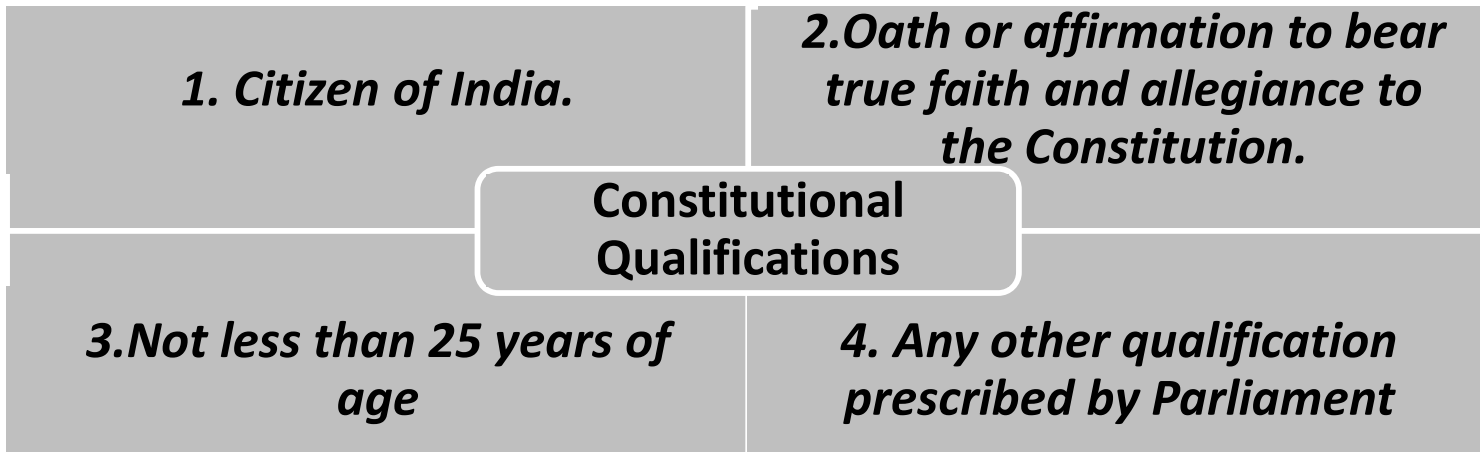 1. Citizen of India.
2.Oath or affirmation to bear
true faith and allegiance to
the Constitution.
Constitutional
Qualifications
3.Not less than 25 years of
age
4. Any other qualification
prescribed by Parliament